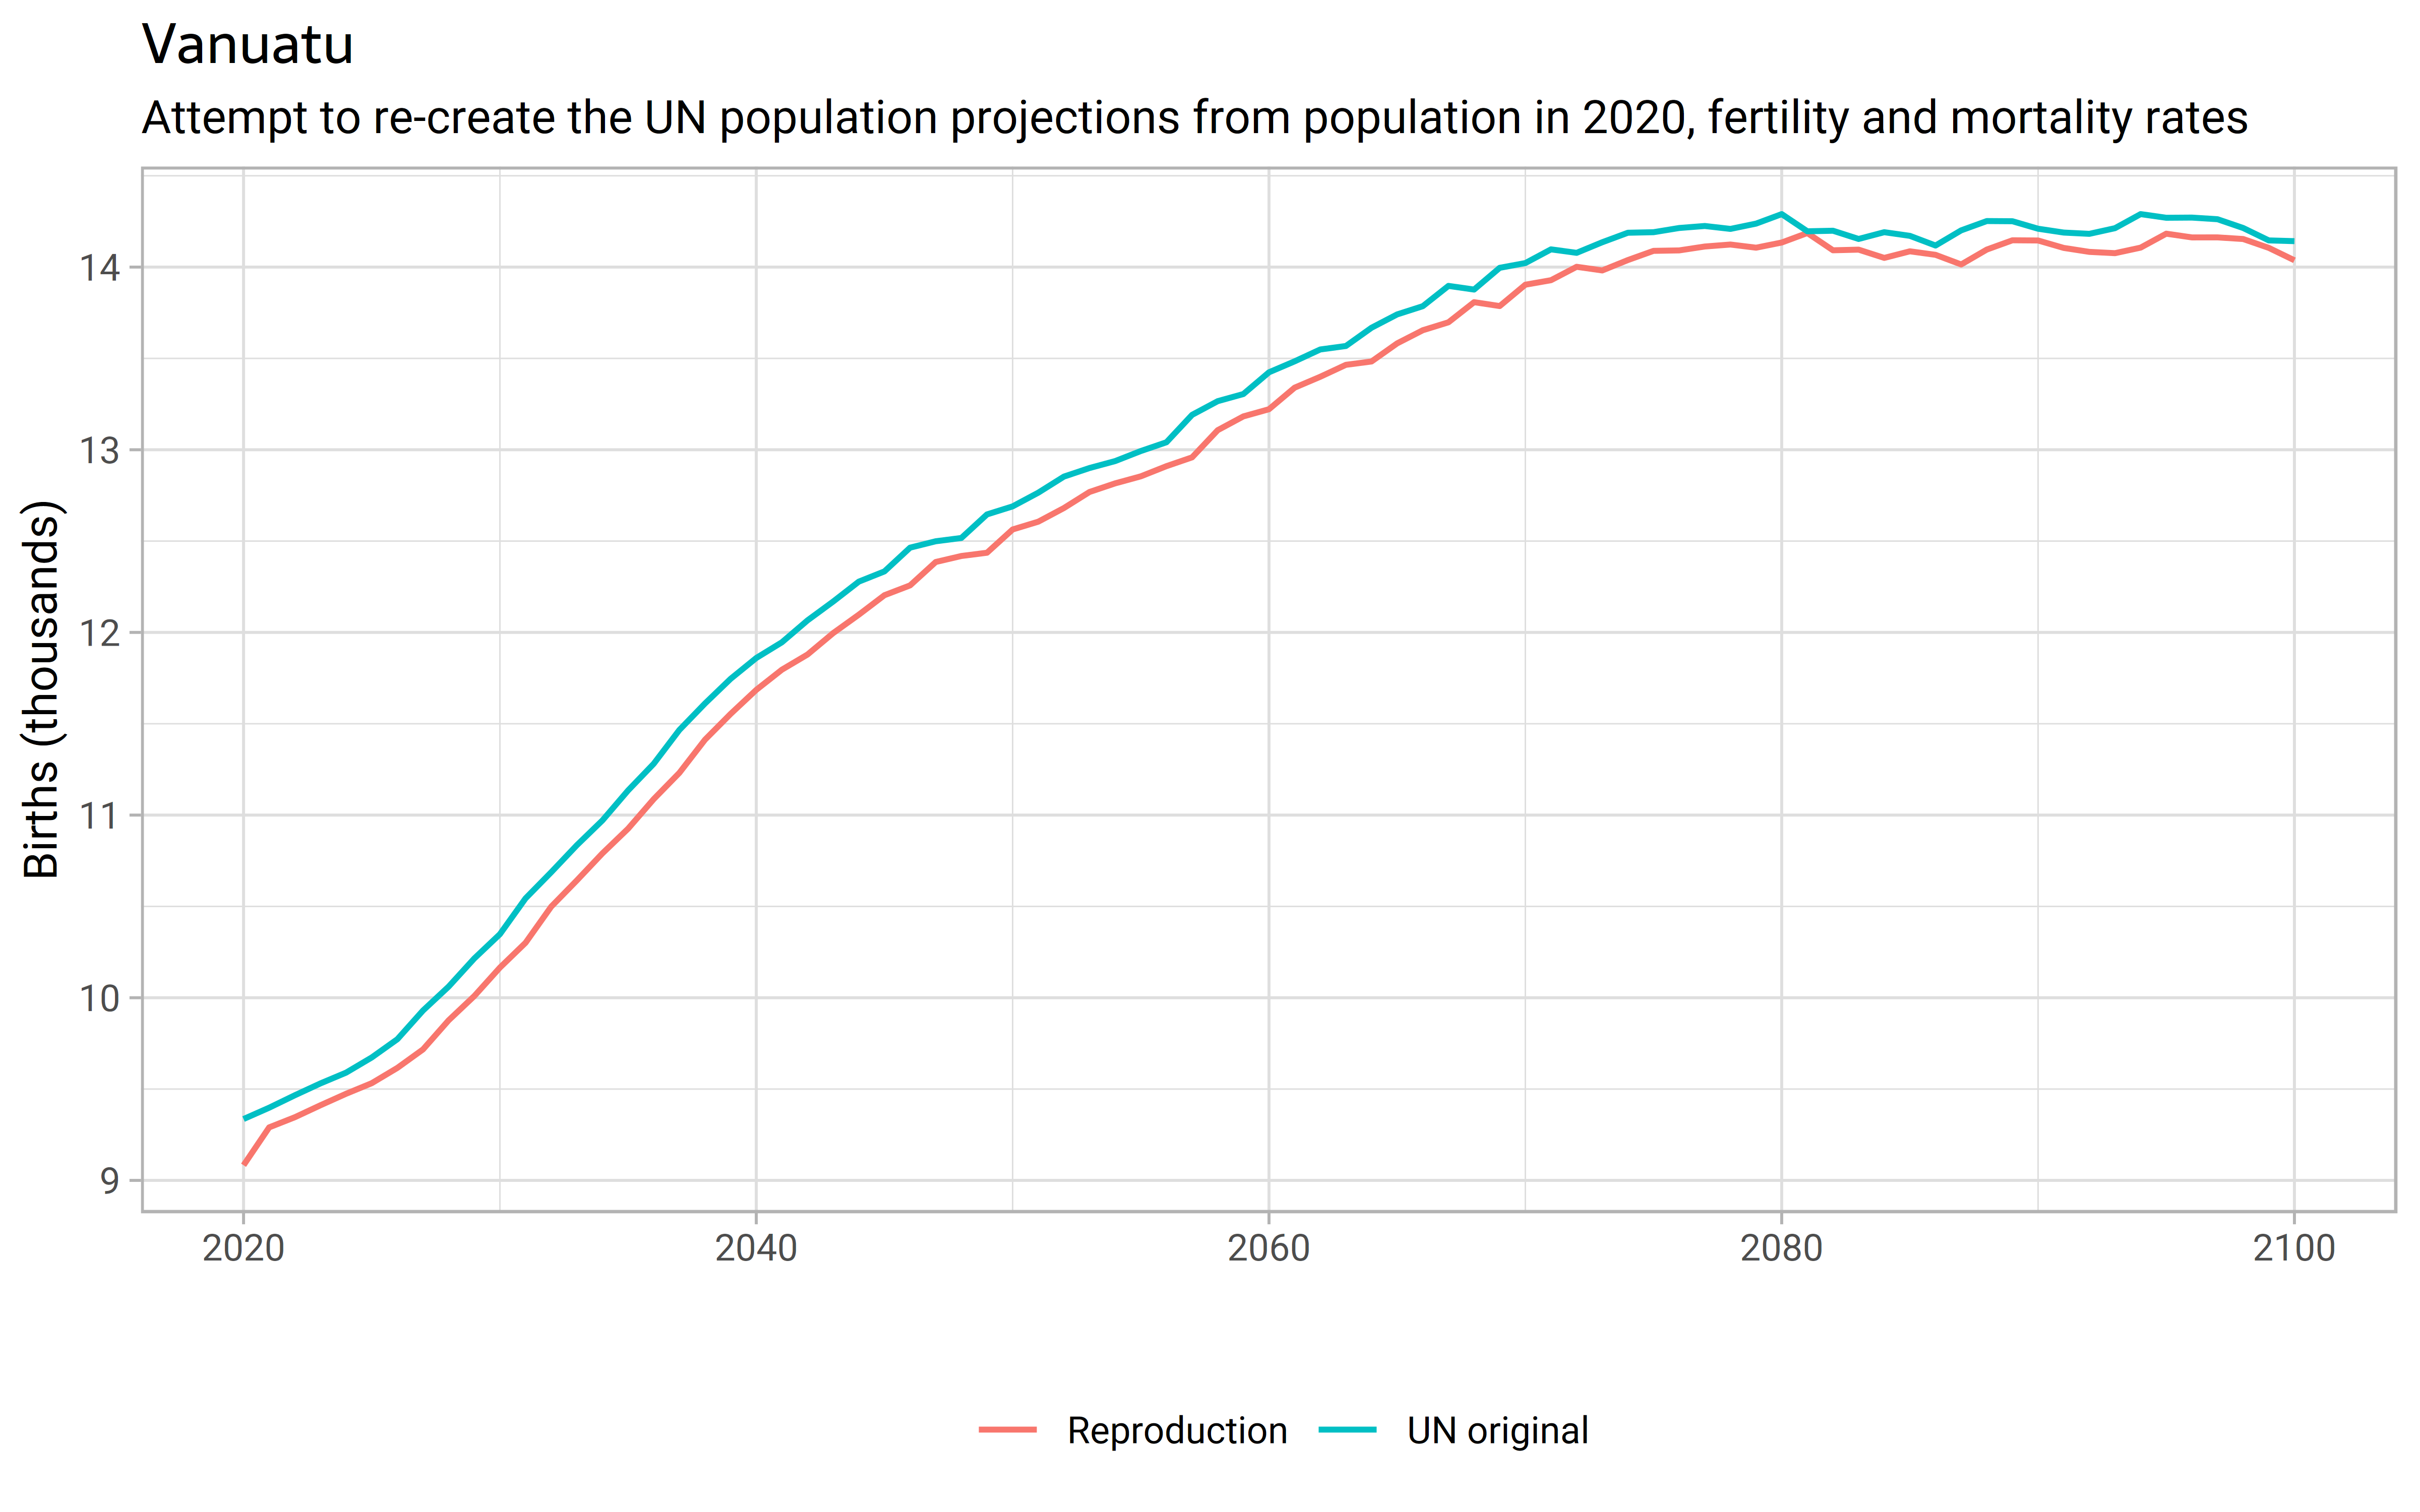 Vanuatu
Attempt to re-create the UN population projections from population in 2020, fertility and mortality rates
Births (thousands)
14
13
12
11
10
9
2020 2040 2060 2080 2100
Reproduction UN original